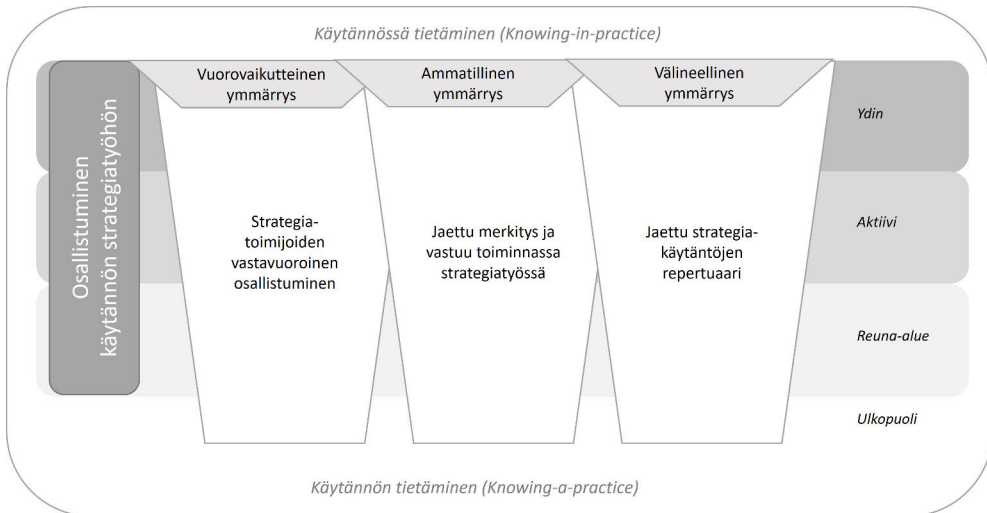 Käytännössä tietäminen (Knowing-in-practice)
Osallistuminen
käytännön strategiatyöhön
Vuorovaikutteinen
ymmärrys
Ammatillinen
ymmärrys
Välineellinen
ymmärrys
Strategia-
toimijoiden
vastavuoroinen
osallistuminen
Jaettu merkitys ja
vastuu toiminnassa
strategiatyössä
Jaettu strategia-
käytäntöjen
repertuaari
Ydin
Aktiivi
Reuna-alue
Ulkopuoli
Käytännön tietäminen (Knowing-a-practice)